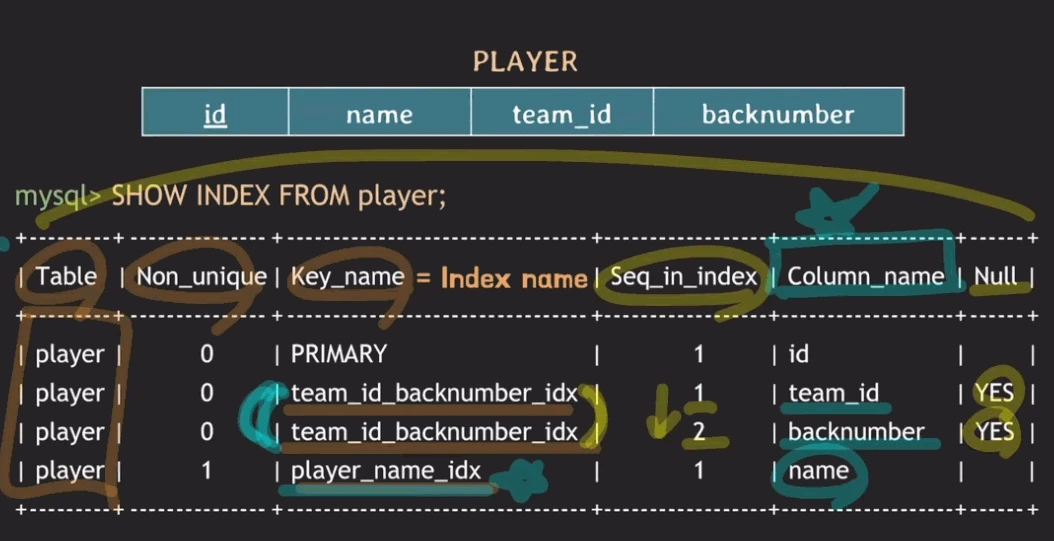 PLAYER
id name team_id backnumber
mysql> SHOW INDEX FROM player;
+---------+---------------+-----------------------------------+-------------------+--------------------+------+
| Table | Non_unique | Key_name = Index name | Seq_in_index | Column_name | Null |
+---------+---------------+-----------------------------------+-------------------+--------------------+------+
| player | 0 | PRIMARY | 1 | id | |
| player | 0 | team_id_backnumber_idx | 1 | team_id | YES |
| player | 0 | team_id_backnumber_idx | 2 | backnumber | YES |
| player | 1 | player_name_idx | 1 | name | |
+---------+---------------+-----------------------------------+-------------------+--------------------+------+